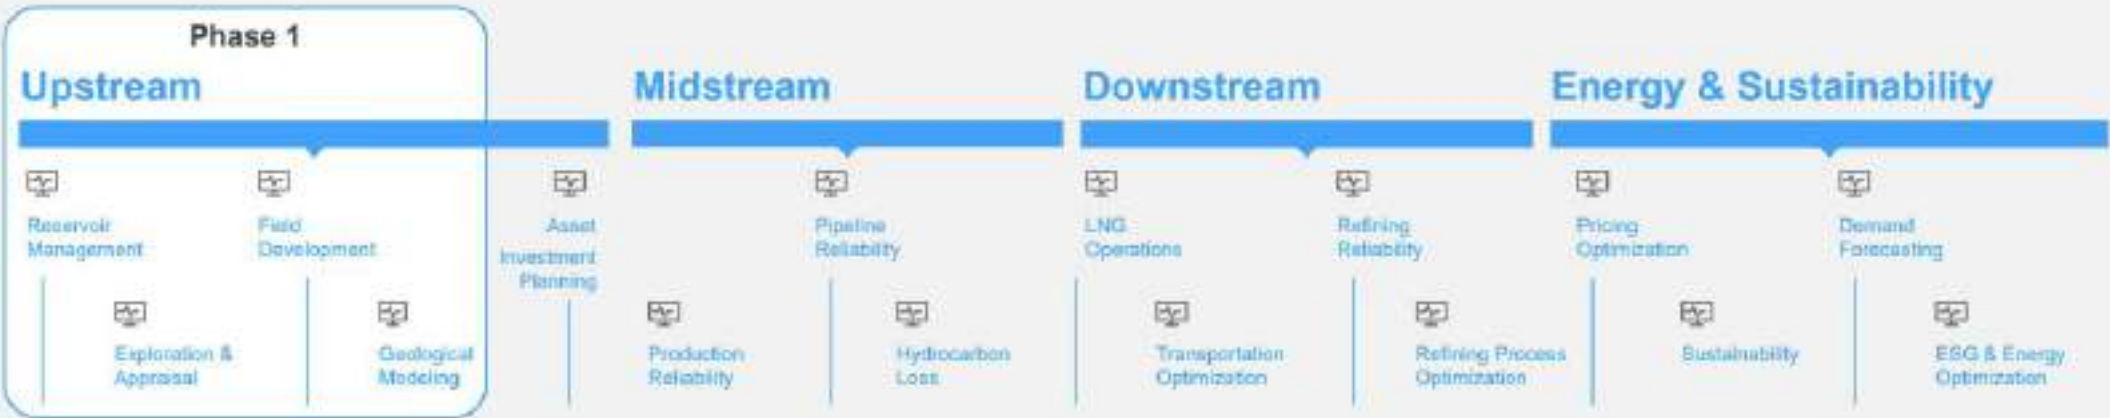 Phase 1
Upstream
Midstream
Downstream
Energy & Sustainability
Reservoir
Management
Field
Development
Asset
Investment
Planning
Pipeline
Reliability
LNG
Operations
Refining
Reliability
Pricing
Optimization
Demand
Forecasting
Exploration &
Appraisal
Geological
Modeling
Production
Reliability
Hydrocarbon
Loss
Transportation
Optimization
Refining Process
Optimization
Sustainability
ESG & Energy
Optimization